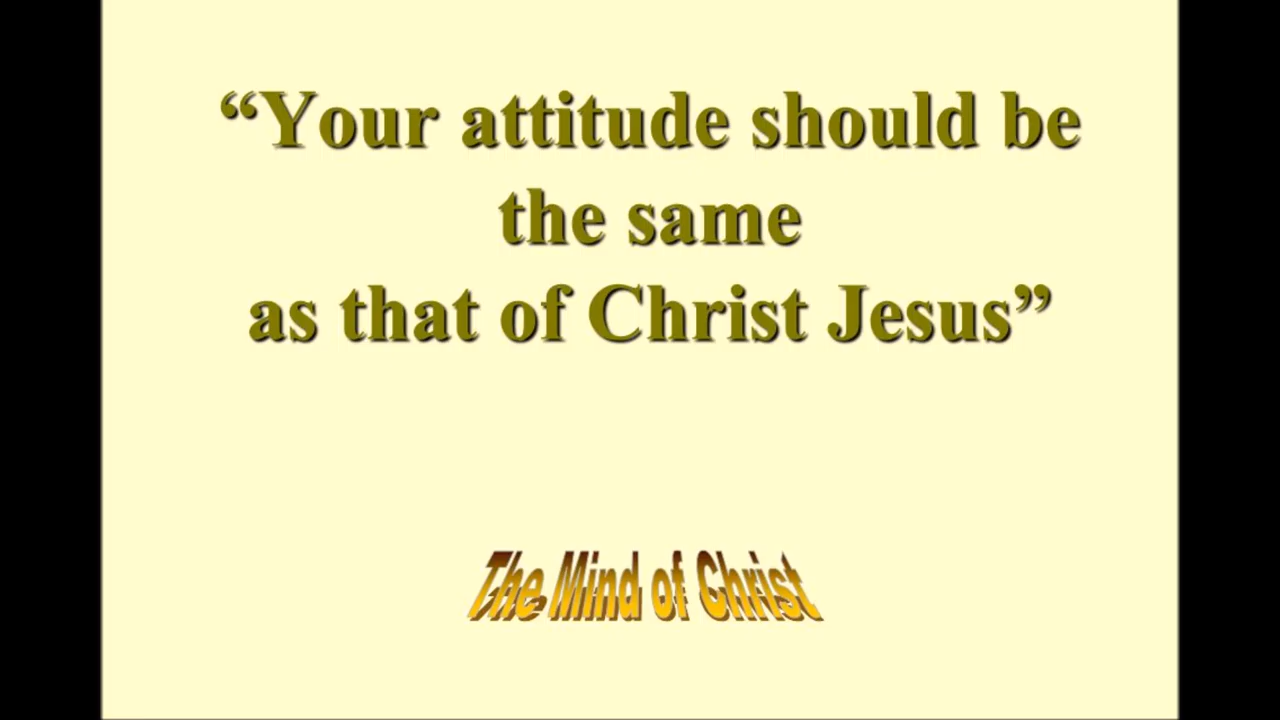 “Your attitude should be
the same
as that of Christ Jesus”
The Mind of Christ